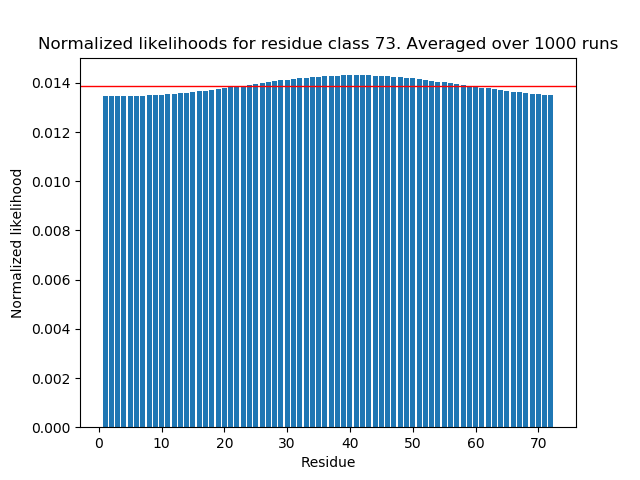 Normalized likelihoods for residue class 73. Averaged over 1000 runs
0.014
0.012
0.010
0.008
0.006
0.004
0.002
0.000
Normalized likelihood
0 10 20 30 40 50 60 70
Residue